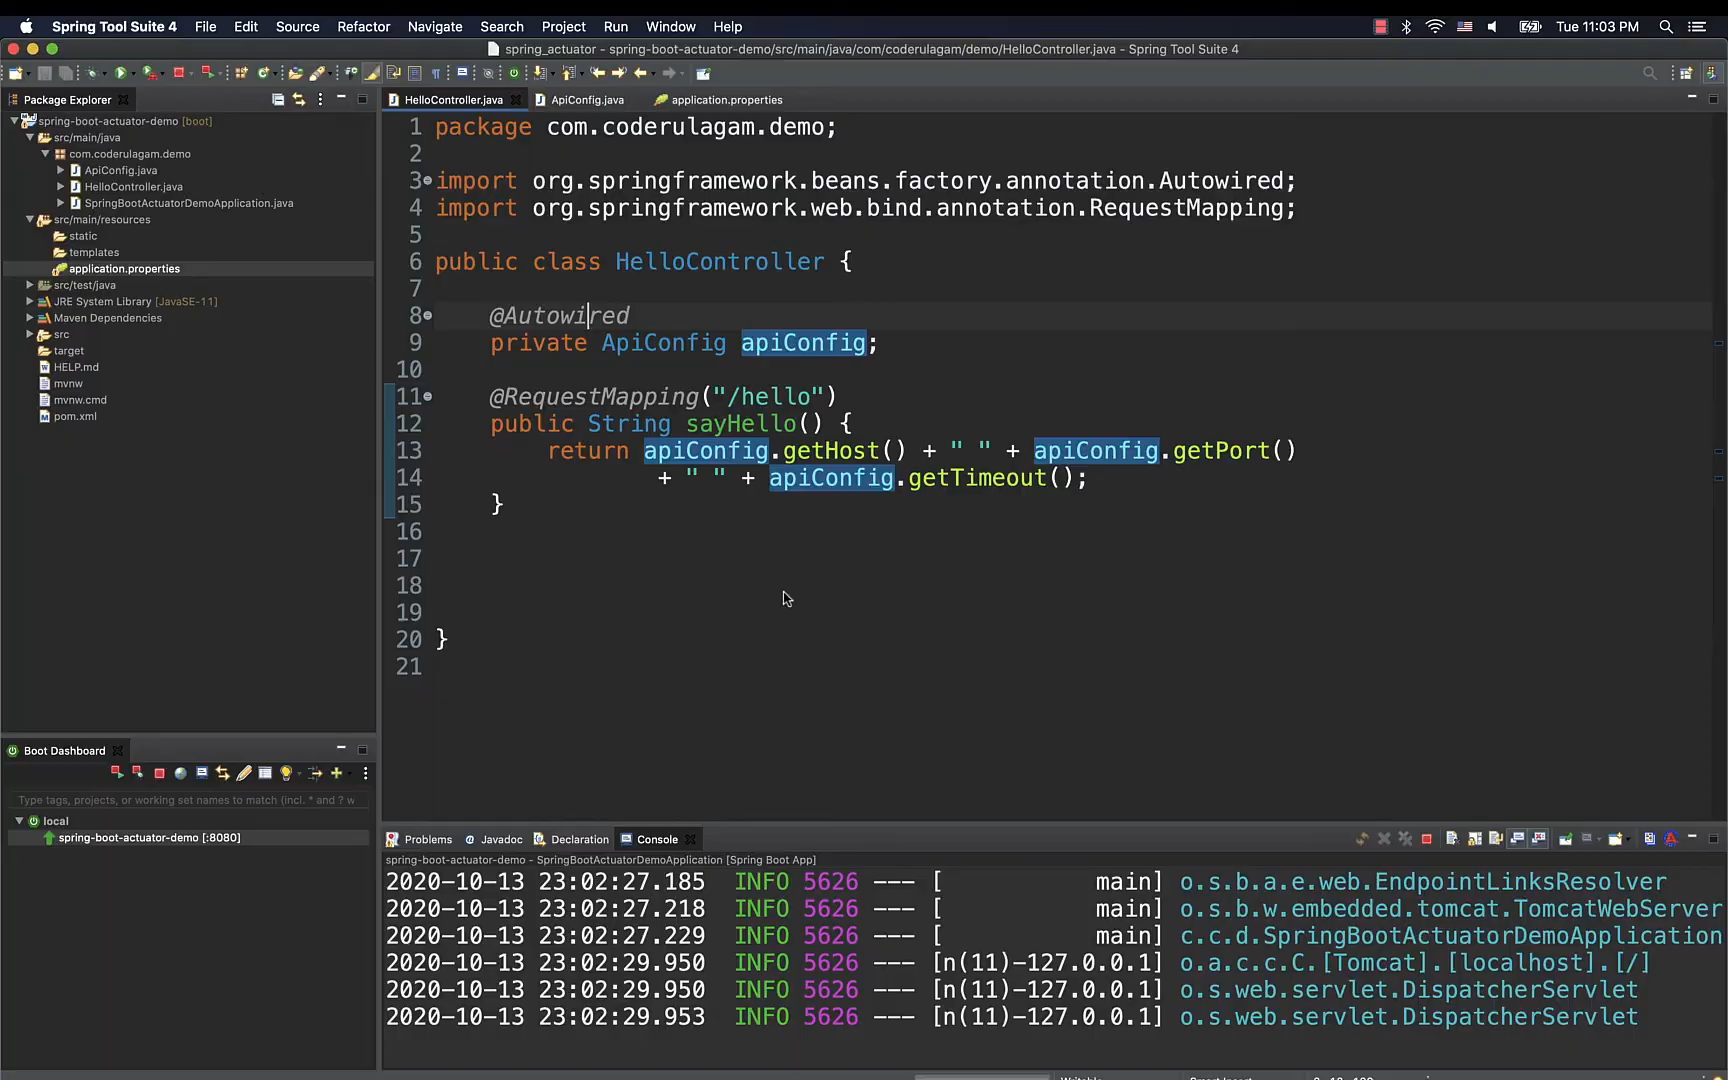 Spring Tool Suite 4 File Edit Source Refactor Navigate Search Project Run Window Help Tue 11:03 PM
spring_actuator - spring-boot-actuator-demo/src/main/java/com/coderulagam/demo/HelloController.java - Spring Tool Suite 4
Package Explorer
spring-boot-actuator-demo [boot]
src/main/java
com.coderulagam.demo
ApiConfig.java
HelloController.java
SpringBootActuatorDemoApplication.java
src/main/resources
static
templates
application.properties
src/test/java
JRE System Library [JavaSE-11]
Maven Dependencies
src
target
HELP.md
mvnw
mvnw.cmd
pom.xml
HelloController.java ApiConfig.java application.properties
1 package com.coderulagam.demo;
2
3 import org.springframework.beans.factory.annotation.Autowired;
4 import org.springframework.web.bind.annotation.RequestMapping;
5
6 public class HelloController {
7
8 @Autowired
9 private ApiConfig apiConfig;
10
11 @RequestMapping("/hello")
12 public String sayHello() {
13 return apiConfig.getHost() + " " + apiConfig.getPort()
14 + " " + apiConfig.getTimeout();
15 }
16
17
18
19
20 }
21
Boot Dashboard
Type tags, projects, or working set names to match (incl. * and ? w
local
spring-boot-actuator-demo [:8080]
Problems Javadoc Declaration Console
spring-boot-actuator-demo - SpringBootActuatorDemoApplication [Spring Boot App]
2020-10-13 23:02:27.185 INFO 5626 --- [ main] o.s.b.a.e.web.EndpointLinksResolver
2020-10-13 23:02:27.218 INFO 5626 --- [ main] o.s.b.w.embedded.tomcat.TomcatWebServer
2020-10-13 23:02:27.229 INFO 5626 --- [ main] c.c.d.SpringBootActuatorDemoApplication
2020-10-13 23:02:29.950 INFO 5626 --- [n(11)-127.0.0.1] o.a.c.c.C.[Tomcat].[localhost].[/]
2020-10-13 23:02:29.950 INFO 5626 --- [n(11)-127.0.0.1] o.s.web.servlet.DispatcherServlet
2020-10-13 23:02:29.953 INFO 5626 --- [n(11)-127.0.0.1] o.s.web.servlet.DispatcherServlet